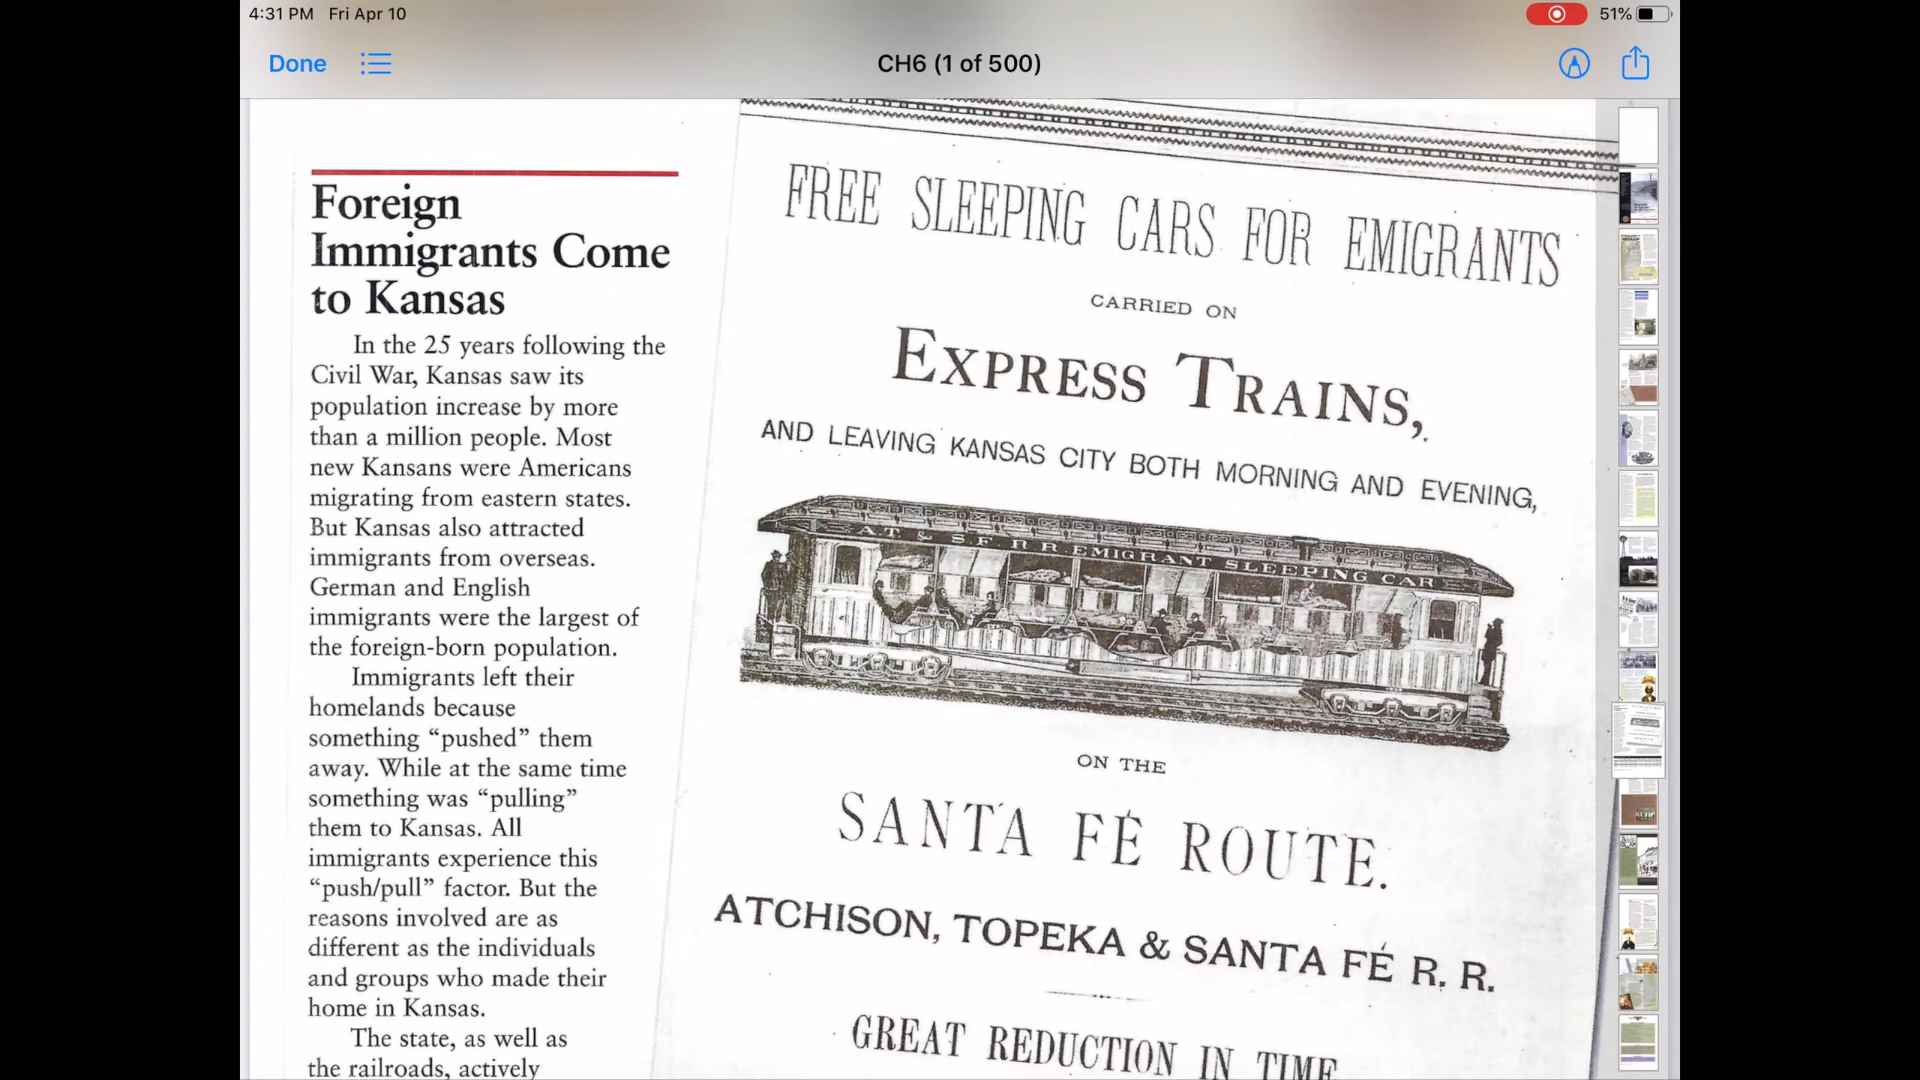 4:31 PM Fri Apr 10
51%
Done
CH6 (1 of 500)
Foreign
Immigrants Come
to Kansas
In the 25 years following the
Civil War, Kansas saw its
population increase by more
than a million people. Most
new Kansans were Americans
migrating from eastern states.
But Kansas also attracted
immigrants from overseas.
German and English
immigrants were the largest of
the foreign-born population.
Immigrants left their
homelands because
something “pushed” them
away. While at the same time
something was “pulling”
them to Kansas. All
immigrants experience this
“push/pull” factor. But the
reasons involved are as
different as the individuals
and groups who made their
home in Kansas.
The state, as well as
the railroads, actively
FREE SLEEPING CARS FOR EMIGRANTS
CARRIED ON
EXPRESS TRAINS,
AND LEAVING KANSAS CITY BOTH MORNING AND EVENING,
A.T. & S.F. R.R. EMIGRANT SLEEPING CAR
ON THE
SANTA FÉ ROUTE.
ATCHISON, TOPEKA & SANTA FÉ R. R.
GREAT REDUCTION IN TIME